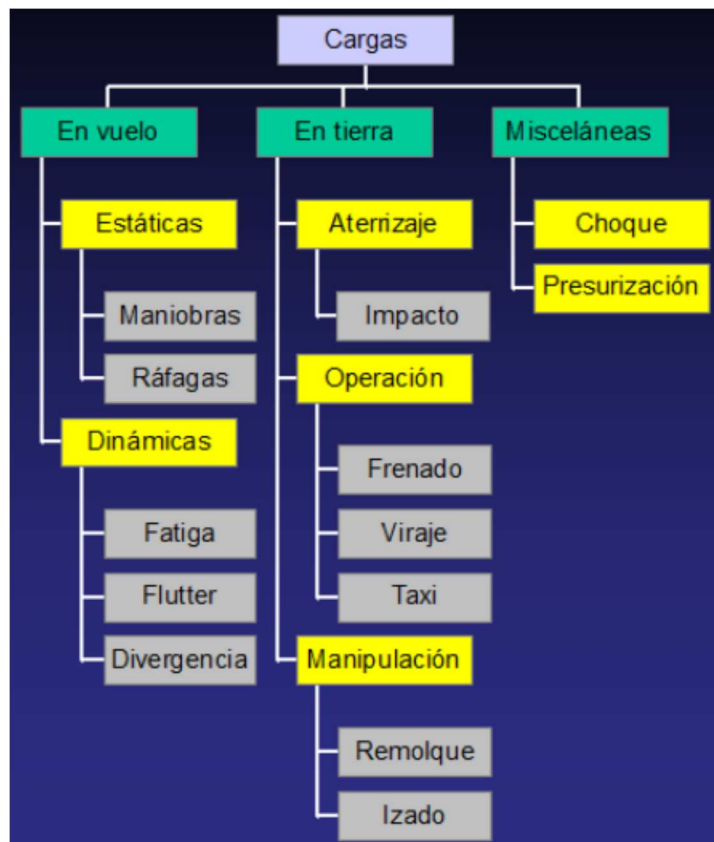 Cargas
En vuelo
Estáticas
Maniobras
Ráfagas
Dinámicas
Fatiga
Flutter
Divergencia
En tierra
Aterrizaje
Impacto
Operación
Frenado
Viraje
Taxi
Manipulación
Remolque
Izado
Misceláneas
Choque
Presurización